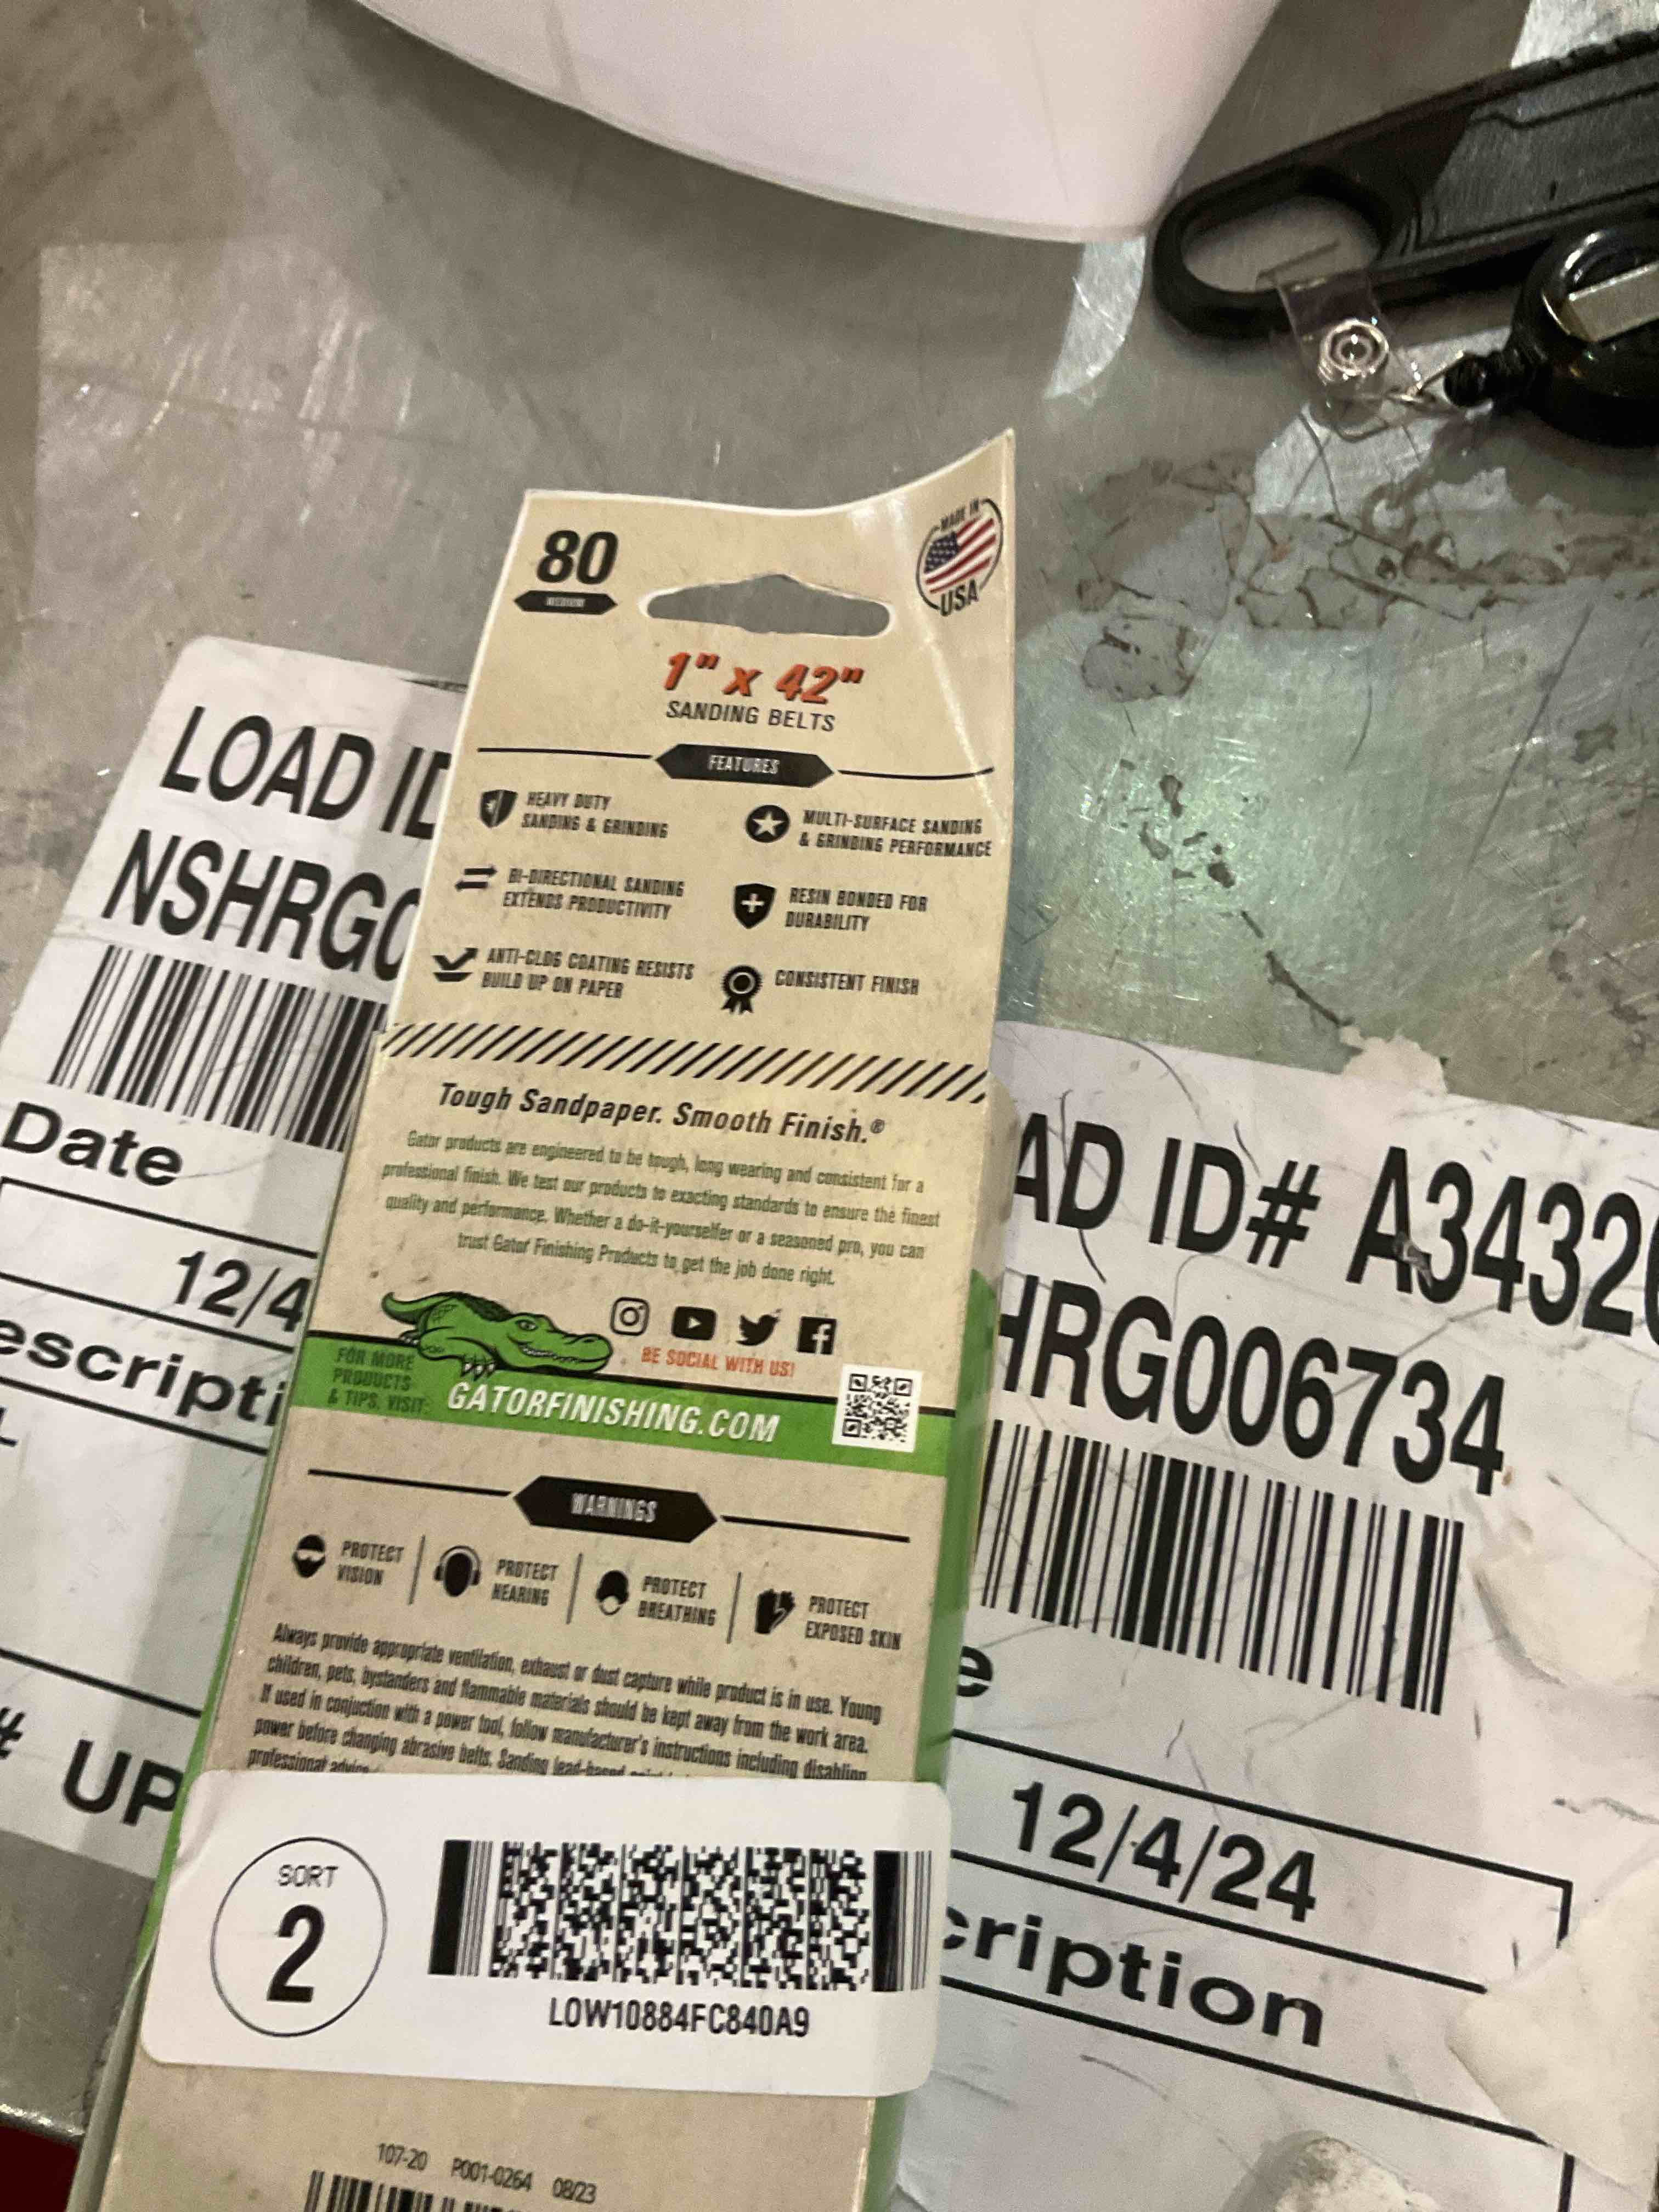 80
MEDIUM
MADE IN
USA
1" x 42"
SANDING BELTS
FEATURES
HEAVY DUTY
SANDING & GRINDING
MULTI-SURFACE SANDING
& GRINDING PERFORMANCE
BI-DIRECTIONAL SANDING
EXTENDS PRODUCTIVITY
RESIN BONDED FOR
DURABILITY
ANTI-CLOG COATING RESISTS
BUILD UP ON PAPER
CONSISTENT FINISH
Tough Sandpaper. Smooth Finish.®
Gator products are engineered to be tough, long wearing and consistent for a
professional finish. We test our products to exacting standards to ensure the finest
quality and performance. Whether a do-it-yourselfer or a seasoned pro, you can
trust Gator Finishing Products to get the job done right.
BE SOCIAL WITH US!
FOR MORE
PRODUCTS
& TIPS, VISIT:
GATORFINISHING.COM
WARNINGS
PROTECT
VISION
PROTECT
HEARING
PROTECT
BREATHING
PROTECT
EXPOSED SKIN
Always provide appropriate ventilation, exhaust or dust capture while product is in use. Young
children, pets, bystanders and flammable materials should be kept away from the work area.
If used in conjuction with a power tool, follow manufacturer's instructions including disabling
power before changing abrasive belts. Sanding lead-based
professional advice
SORT
2
LOW10884FC840A9
107-20 P001-0264 08/23
LOAD ID
NSHRG0
Date
12/4
escripti
# UP
AD ID# A3432
HRG006734
e
12/4/24
cription